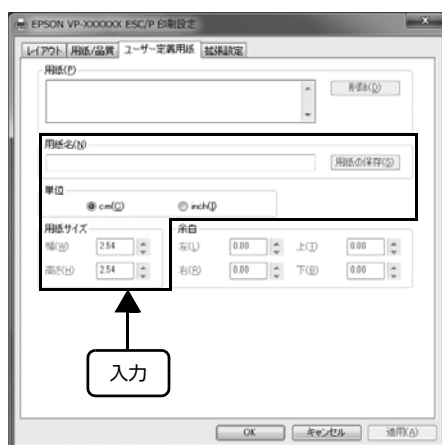 EPSON VP-XXXXXX ESC/P 印刷設定
レイアウト 用紙/品質 ユーザー定義用紙 拡張設定
用紙(P)
削除(D)
用紙名(N)
用紙の保存(S)
単位
cm(C) inch(I)
用紙サイズ 余白
幅(W) 2.54 左(L) 0.00 上(T) 0.00
高さ(H) 2.54 右(R) 0.00 下(B) 0.00
入力
OK キャンセル 適用(A)